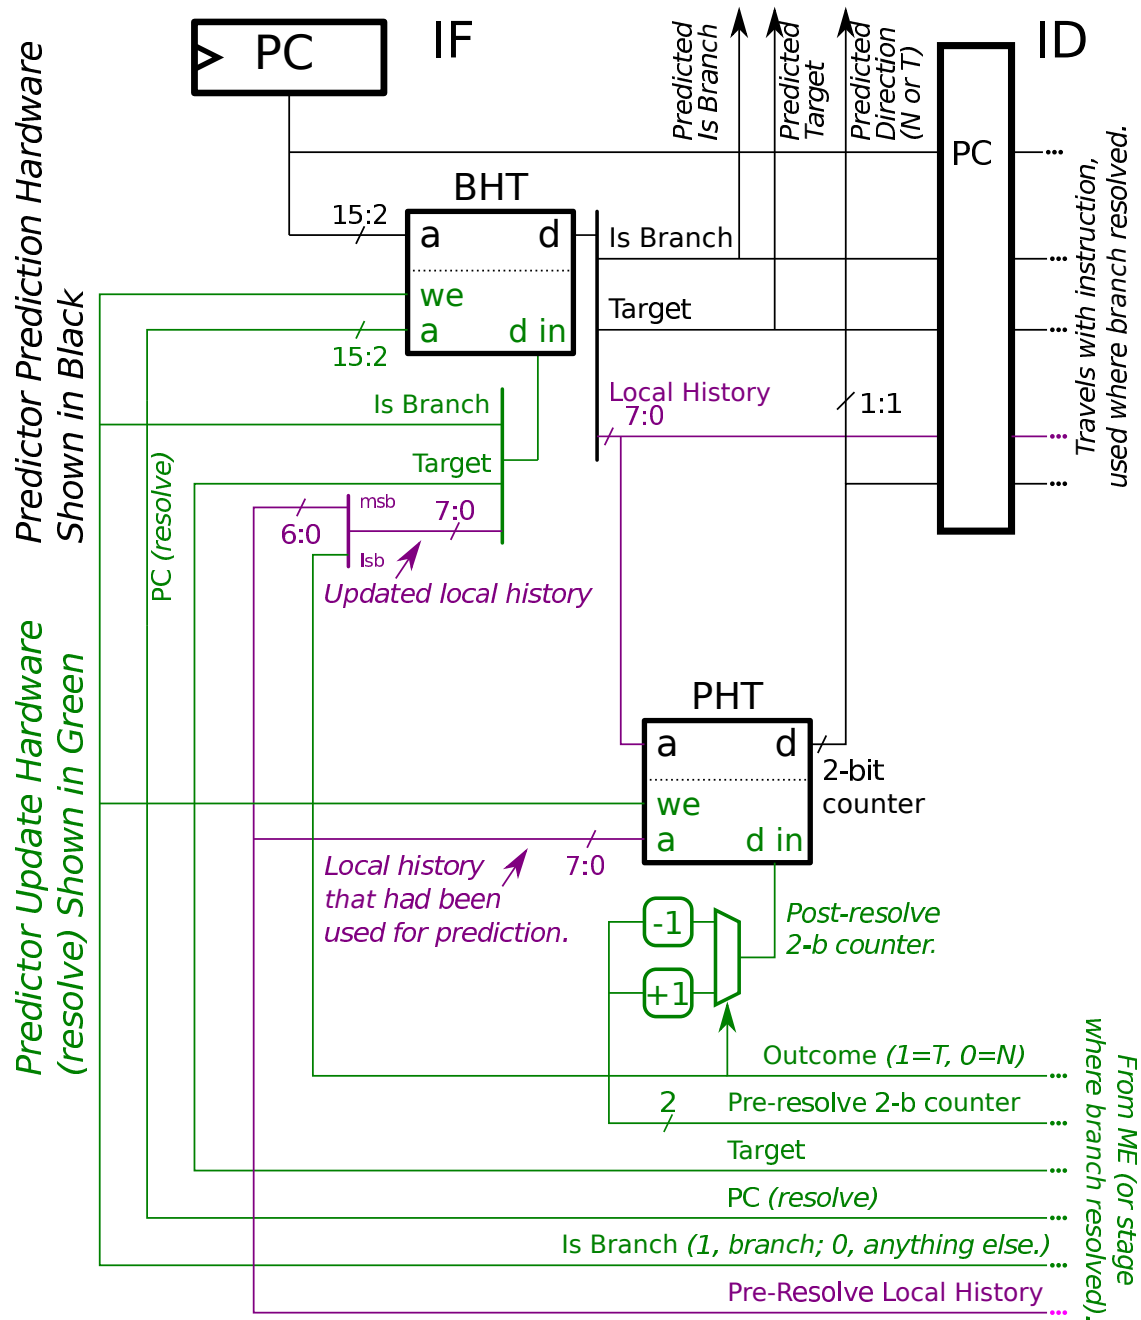 PC
IF
ID
Predicted
Is Branch
Predicted
Target
Predicted
Direction
(N or T)
Predictor Prediction Hardware
Shown in Black
PC
Travels with instruction,
used where branch resolved.
BHT
15:2
a
d
we
a
d in
15:2
Is Branch
Target
Local History
7:0
1:1
Is Branch
Target
PC (resolve)
msb
7:0
6:0
lsb
Updated local history
Predictor Update Hardware
(resolve) Shown in Green
PHT
a
d
2-bit
counter
we
a
d in
7:0
Local history
that had been
used for prediction.
-1
+1
Post-resolve
2-b counter.
Outcome (1=T, 0=N)
2
Pre-resolve 2-b counter
Target
PC (resolve)
Is Branch (1, branch; 0, anything else.)
Pre-Resolve Local History
From ME (or stage
where branch resolved).